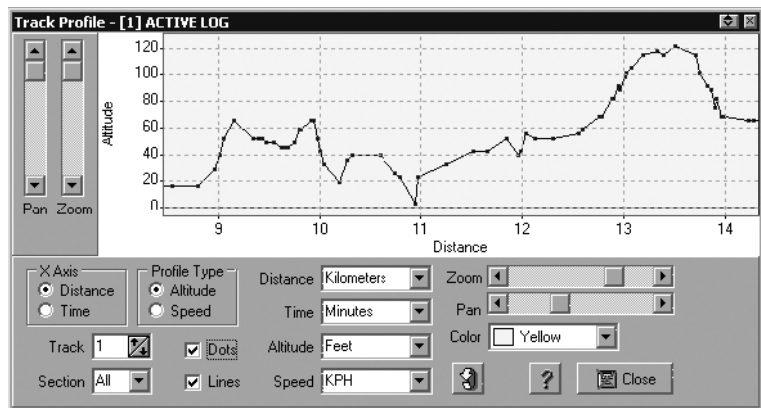 Track Profile - [1] ACTIVE LOG
Pan Zoom
Altitude
120
100
80
60
40
20
0
9 10 11 12 13 14
Distance
X Axis
Distance
Time
Profile Type
Altitude
Speed
Track 1
Section All
Dots
Lines
Distance Kilometers
Time Minutes
Altitude Feet
Speed KPH
Zoom
Pan
Color Yellow
? Close